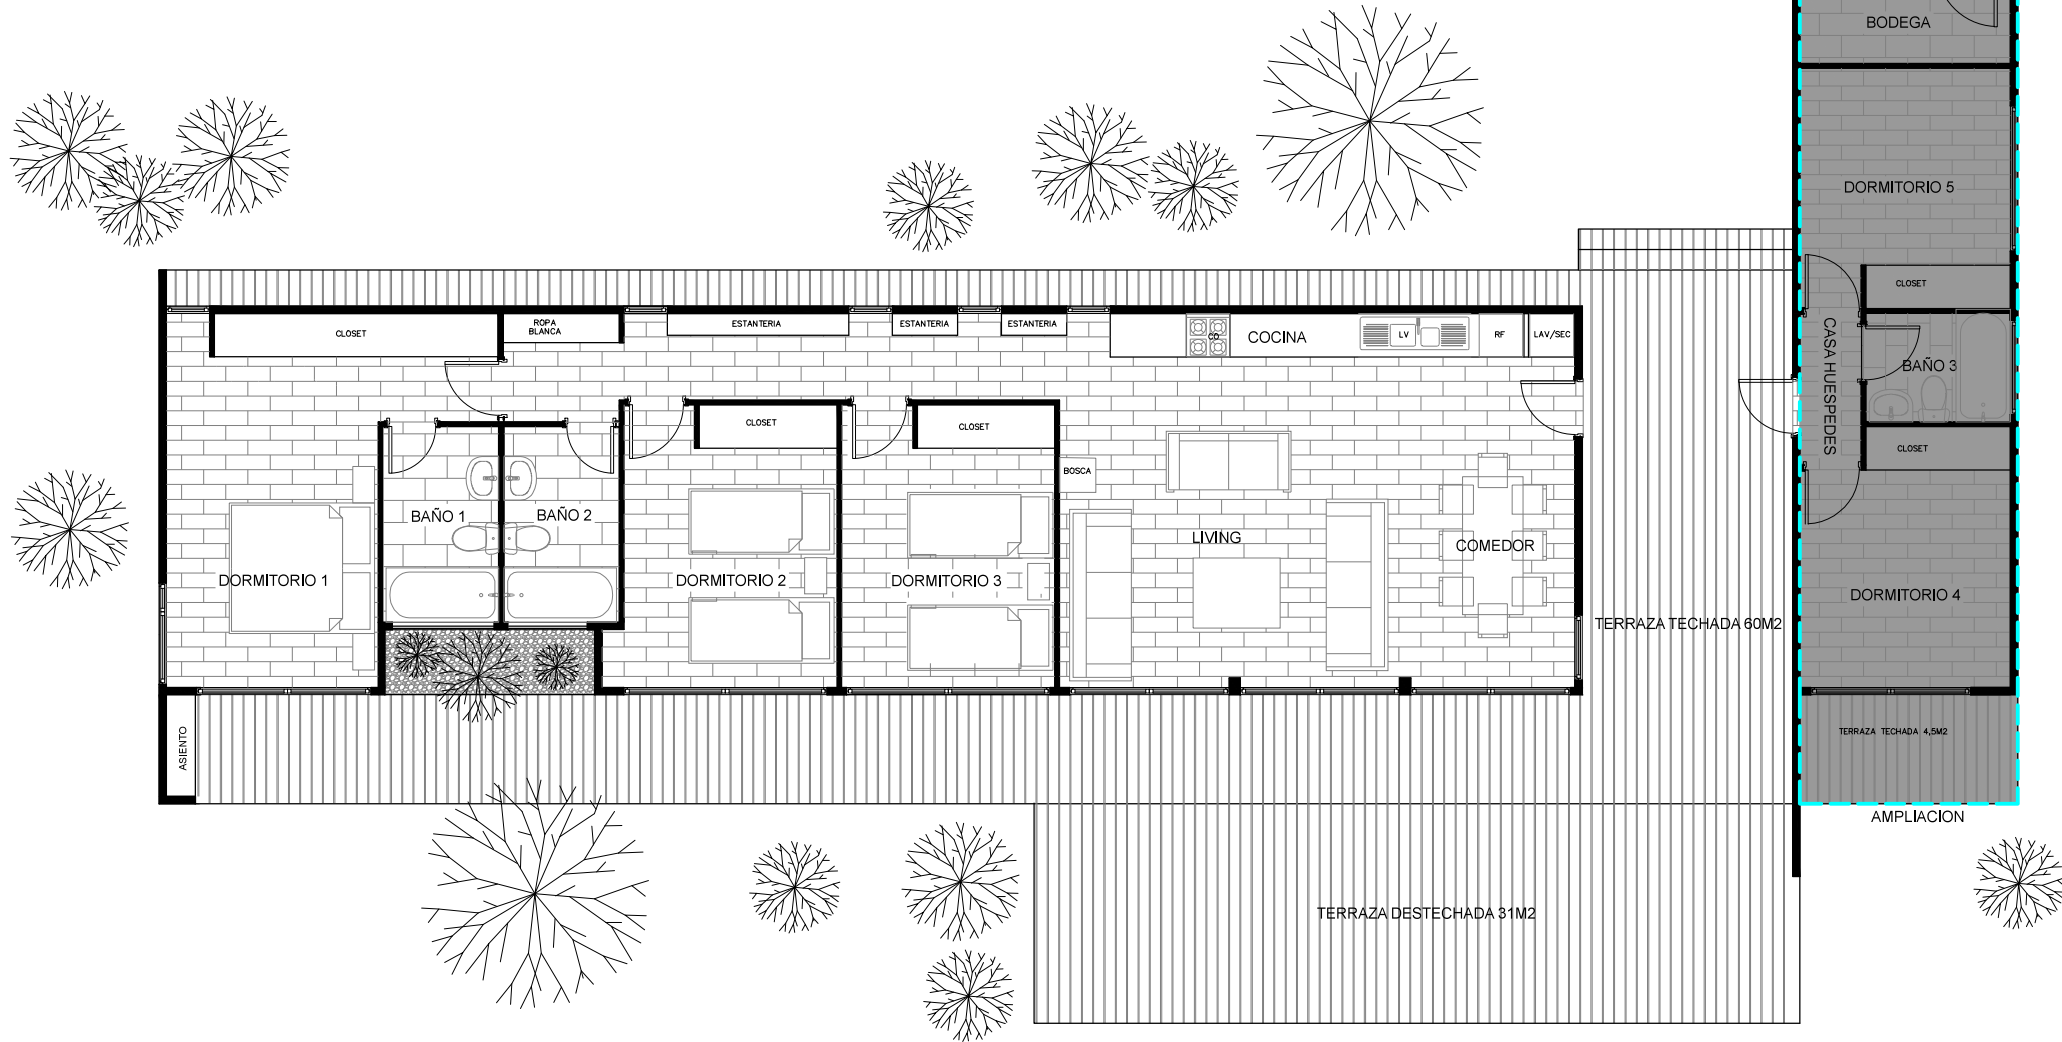 BODEGA
DORMITORIO 5
CLOSET
CASA HUESPEDES
BAÑO 3
CLOSET
DORMITORIO 4
TERRAZA TECHADA 4,5M2
AMPLIACION
CLOSET
ROPA
BLANCA
ESTANTERIA
ESTANTERIA
ESTANTERIA
COCINA
LV
RF
LAV/SEC
CLOSET
CLOSET
BOSCA
BAÑO 1
BAÑO 2
LIVING
COMEDOR
DORMITORIO 1
DORMITORIO 2
DORMITORIO 3
TERRAZA TECHADA 60M2
ASIENTO
TERRAZA DESTECHADA 31M2